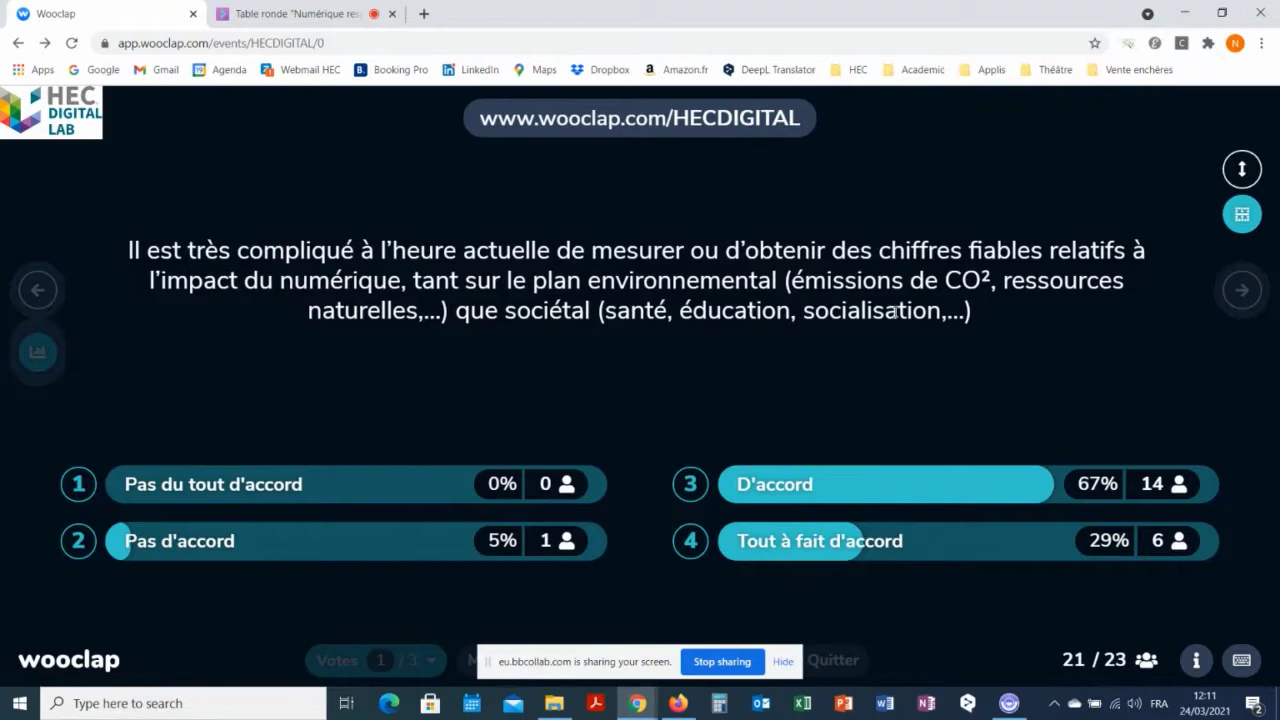 Wooclap
Table ronde "Numérique res
app.wooclap.com/events/HECDIGITAL/0
N
Apps Google Gmail Agenda Webmail HEC Booking Pro LinkedIn Maps Dropbox Amazon.fr DeepL Translator HEC Academic Applis Théâtre Vente enchères
HEC
DIGITAL
LAB
www.wooclap.com/HECDIGITAL
Il est très compliqué à l'heure actuelle de mesurer ou d'obtenir des chiffres fiables relatifs à
l'impact du numérique, tant sur le plan environnemental (émissions de CO², ressources
naturelles,...) que sociétal (santé, éducation, socialisation,...)
1 Pas du tout d'accord 0% 0
2 Pas d'accord 5% 1
3 D'accord 67% 14
4 Tout à fait d'accord 29% 6
wooclap
Votes 1 / 3
eu.bbcollab.com is sharing your screen. Stop sharing Hide
Quitter
21 / 23
Type here to search
FRA
12:11
24/03/2021
2